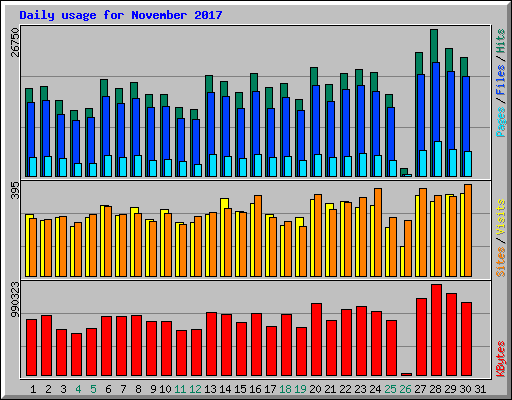 Daily usage for November 2017
26750
Pages / Files / Hits
395
Sites / Visits
990323
KBytes
1 2 3 4 5 6 7 8 9 10 11 12 13 14 15 16 17 18 19 20 21 22 23 24 25 26 27 28 29 30 31